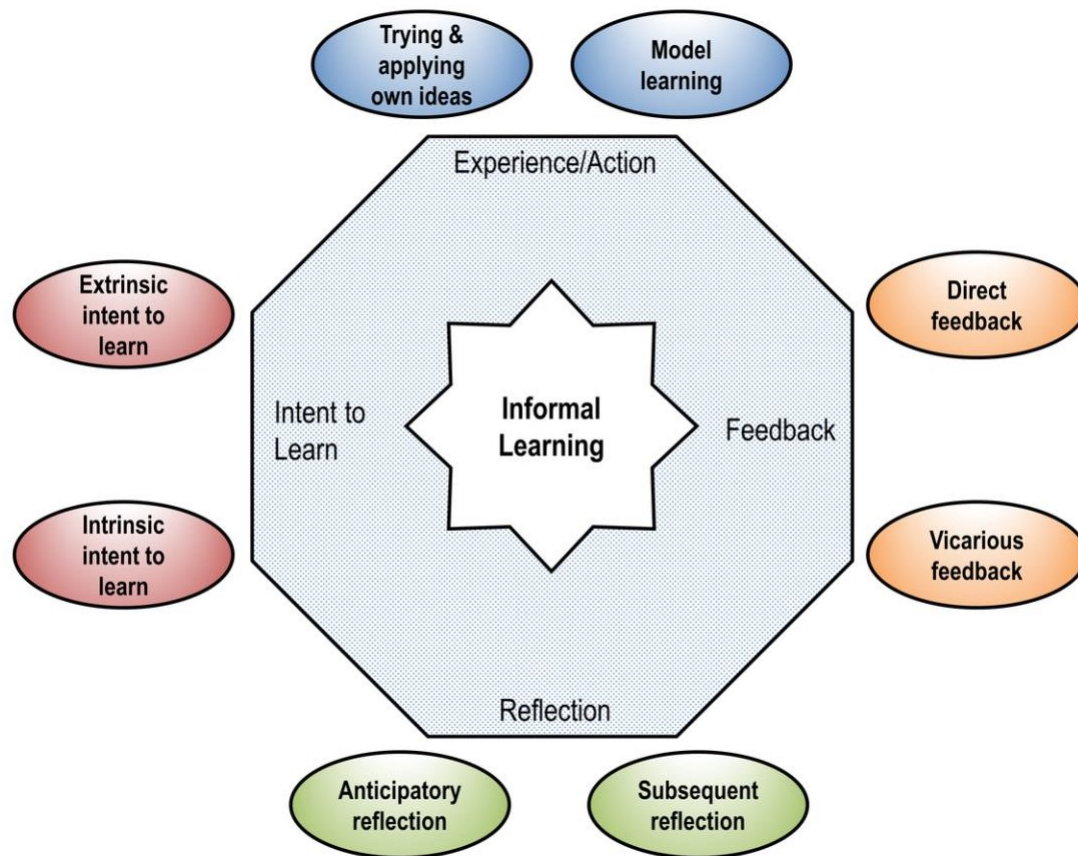 Trying &
applying
own ideas
Model
learning
Experience/Action
Extrinsic
intent to
learn
Direct
feedback
Intent to
Learn
Informal
Learning
Feedback
Intrinsic
intent to
learn
Vicarious
feedback
Reflection
Anticipatory
reflection
Subsequent
reflection